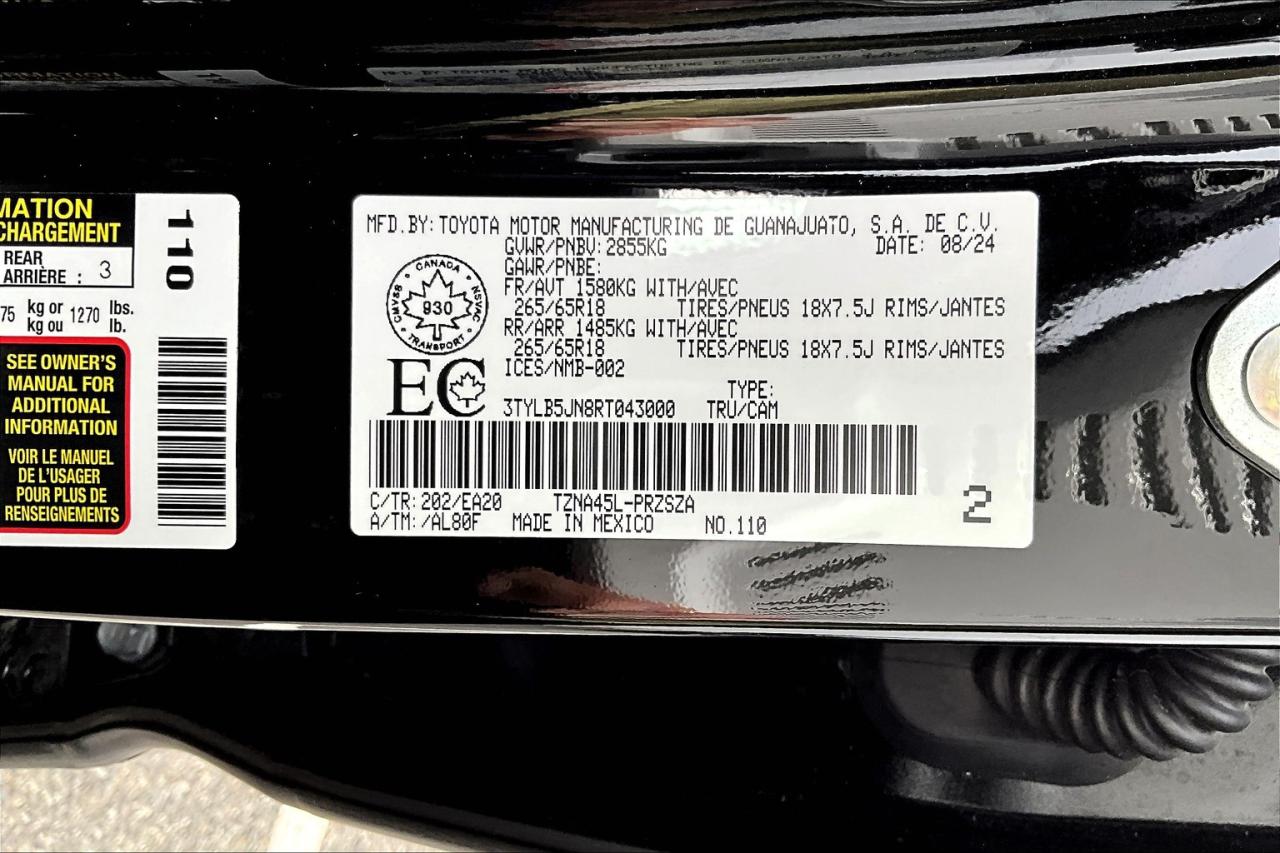 MATION
CHARGEMENT
REAR
ARRIÈRE : 3
75 kg or 1270 lbs.
kg ou lb.
SEE OWNER'S
MANUAL FOR
ADDITIONAL
INFORMATION
VOIR LE MANUEL
DE L'USAGER
POUR PLUS DE
RENSEIGNEMENTS
110
MFD.BY:TOYOTA MOTOR MANUFACTURING DE GUANAJUATO, S.A. DE C.V.
GVWR/PNBV:2855KG DATE: 08/24
GAWR/PNBE:
FR/AVT 1580KG WITH/AVEC
265/65R18 TIRES/PNEUS 18X7.5J RIMS/JANTES
RR/ARR 1485KG WITH/AVEC
265/65R18 TIRES/PNEUS 18X7.5J RIMS/JANTES
ICES/NMB-002
CANADA
CMVSS
930
NSVAC
TRANSPORT
EC
TYPE:
3TYLB5JN8RT043000 TRU/CAM
C/TR:202/EA20 TZNA45L-PRZSZA
A/TM:/AL80F MADE IN MEXICO NO.110
2